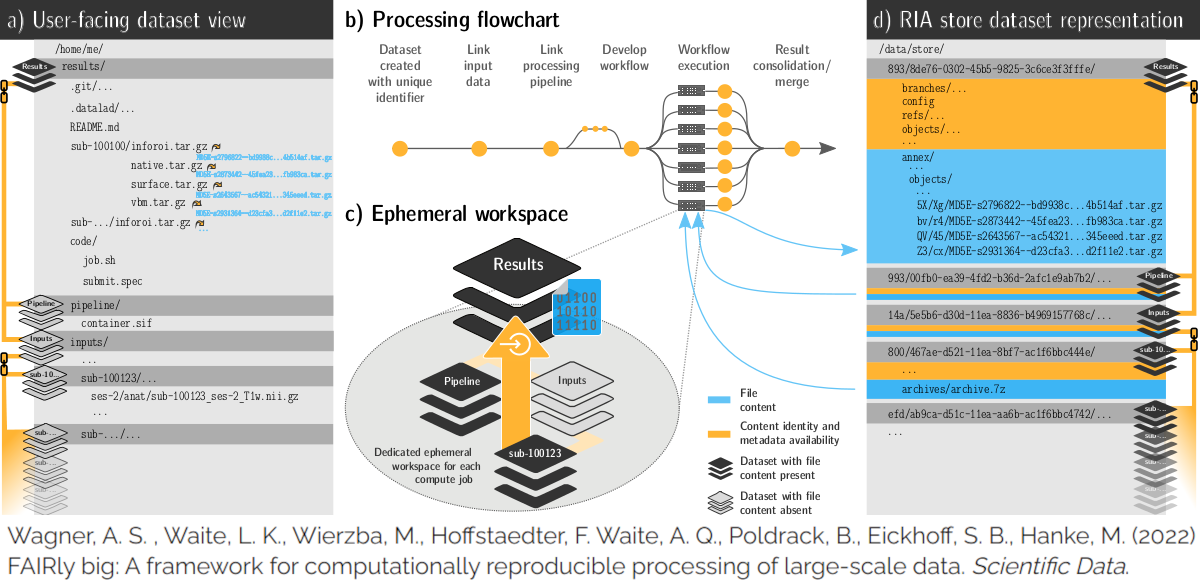 a) User-facing dataset view
/home/me/
Results
results/
.git/...
.datalad/...
README.md
sub-100100/inforoi.tar.gz
MD5E-s2796822--bd9938c...4b514af.tar.gz
native.tar.gz
MD5E-s2873442--45fea23...fb983ca.tar.gz
surface.tar.gz
MD5E-s2643567--ac54321...345eeed.tar.gz
vbm.tar.gz
MD5E-s2931364--d23cfa3...d2f11e2.tar.gz
sub-.../inforoi.tar.gz
...
code/
job.sh
submit.spec
Pipeline
pipeline/
container.sif
Inputs
inputs/
...
sub-10...
sub-100123/...
ses-2/anat/sub-100123_ses-2_T1w.nii.gz
...
sub-...
sub-.../...
sub-...
sub-...
b) Processing flowchart
Dataset
created
with unique
identifier
Link
input
data
Link
processing
pipeline
Develop
workflow
Workflow
execution
Result
consolidation/
merge
c) Ephemeral workspace
Results
01100
10110
11110
Pipeline
Inputs
sub-100123
Dedicated ephemeral
workspace for each
compute job
File
content
Content identity and
metadata availability
Dataset with file
content present
Dataset with file
content absent
d) RIA store dataset representation
/data/store/
893/8de76-0302-45b5-9825-3c6ce3f3fffe/
Results
branches/...
config
refs/...
objects/...
...
annex/
...
objects/
...
5X/Xg/MD5E-s2796822--bd9938c...4b514af.tar.gz
bv/r4/MD5E-s2873442--45fea23...fb983ca.tar.gz
QV/45/MD5E-s2643567--ac54321...345eeed.tar.gz
Z3/cx/MD5E-s2931364--d23cfa3...d2f11e2.tar.gz
993/00fb0-ea39-4fd2-b36d-2afc1e9ab7b2/...
Pipeline
14a/5e5b6-d30d-11ea-8836-b4969157768c/...
Inputs
800/467ae-d521-11ea-8bf7-ac1f6bbc444e/
sub-10...
...
archives/archive.7z
efd/ab9ca-d51c-11ea-aa6b-ac1f6bbc4742/...
sub-...
...
sub-...
sub-...
sub-...
Wagner, A. S. , Waite, L. K., Wierzba, M., Hoffstaedter, F. Waite, A. Q., Poldrack, B., Eickhoff, S. B., Hanke, M. (2022)
FAIRly big: A framework for computationally reproducible processing of large-scale data. Scientific Data.